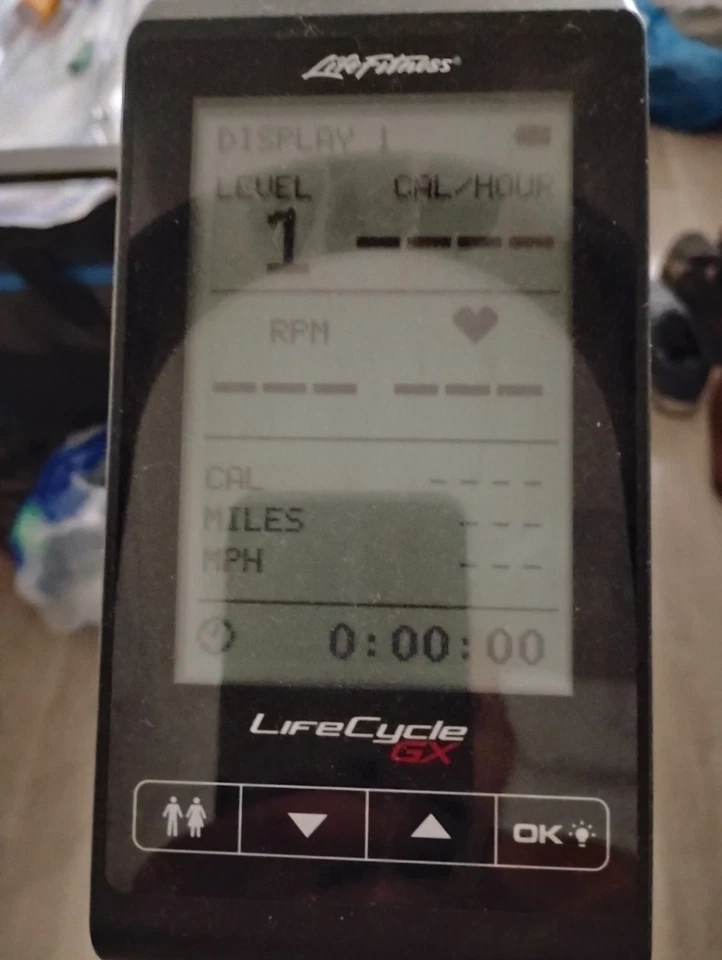 LifeFitness®
DISPLAY 1
LEVEL CAL/HOUR
1 ----
RPM
--- ---
CAL ----
MILES ---
MPH ---
0:00:00
LIFECYCLE
GX
OK